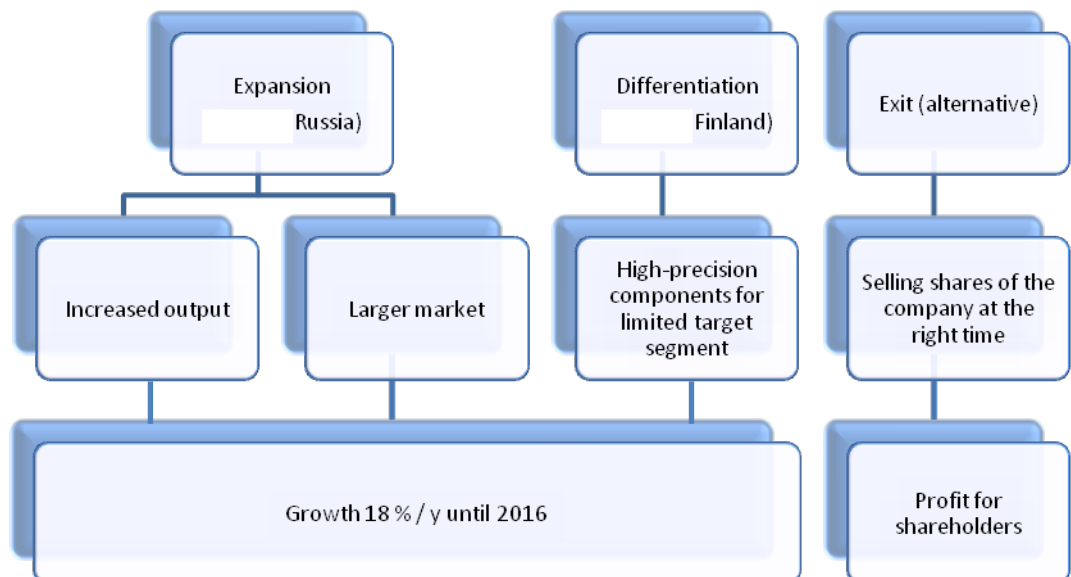 Expansion
Russia)
Differentiation
Finland)
Exit (alternative)
Increased output
Larger market
High-precision
components for
limited target
segment
Selling shares of the
company at the
right time
Growth 18 % / y until 2016
Profit for
shareholders